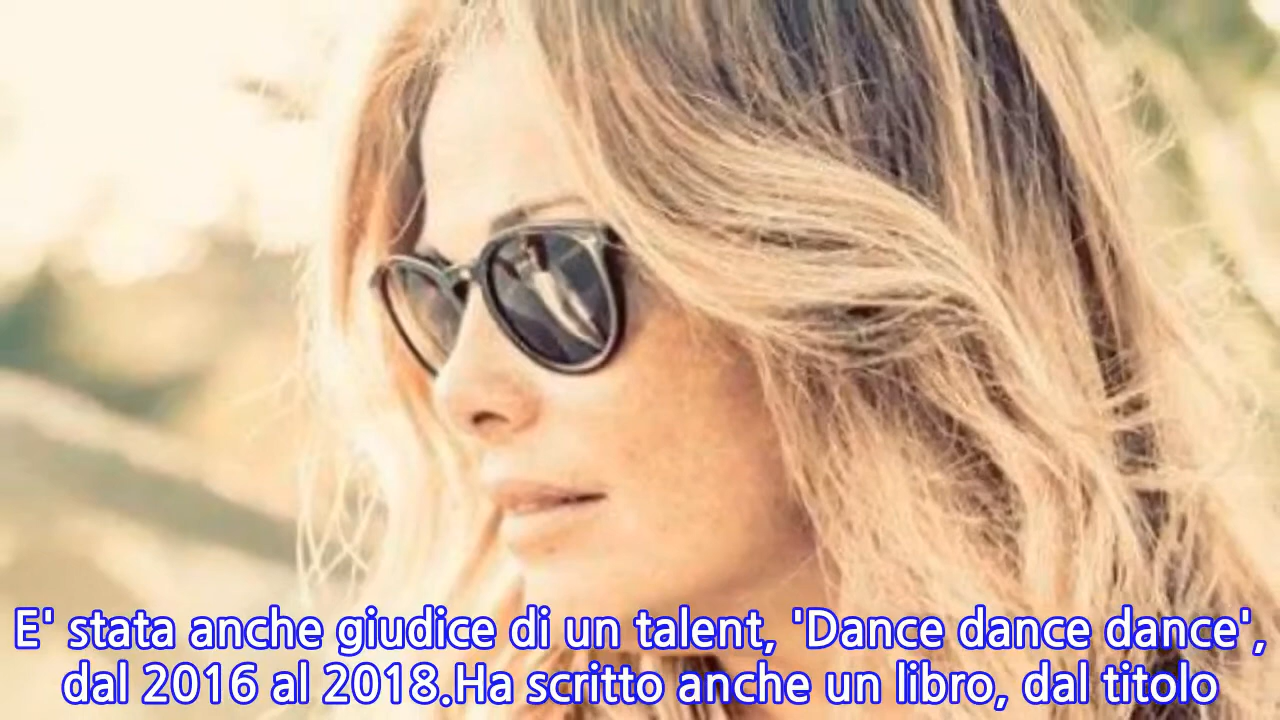 E' stata anche giudice di un talent, 'Dance dance dance',
dal 2016 al 2018.Ha scritto anche un libro, dal titolo